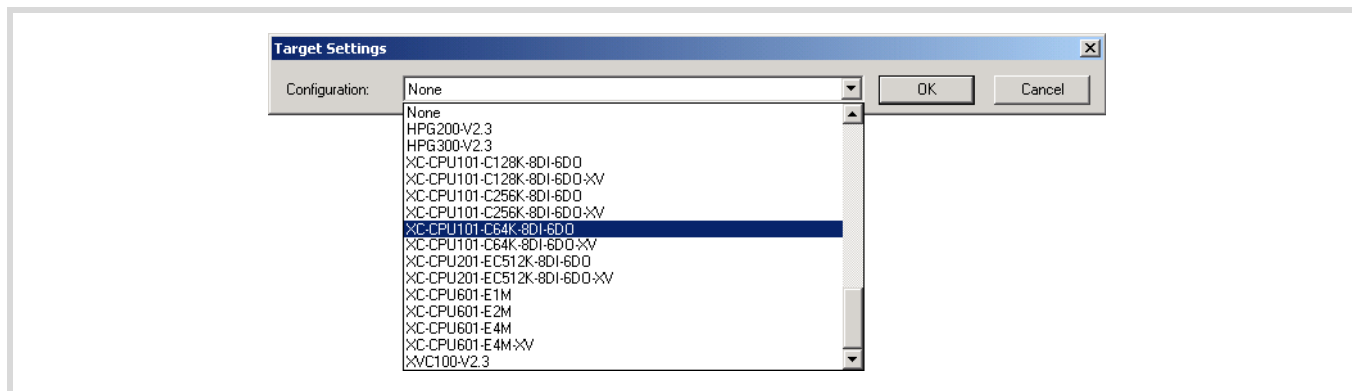 Target Settings
Configuration: None OK Cancel
None
HPG200-V2.3
HPG300-V2.3
XC-CPU101-C128K-8DI-6DO
XC-CPU101-C128K-8DI-6DO-XV
XC-CPU101-C256K-8DI-6DO
XC-CPU101-C256K-8DI-6DO-XV
XC-CPU101-C64K-8DI-6DO
XC-CPU101-C64K-8DI-6DO-XV
XC-CPU201-EC512K-8DI-6DO
XC-CPU201-EC512K-8DI-6DO-XV
XC-CPU601-E1M
XC-CPU601-E2M
XC-CPU601-E4M
XC-CPU601-E4M-XV
XVC100-V2.3